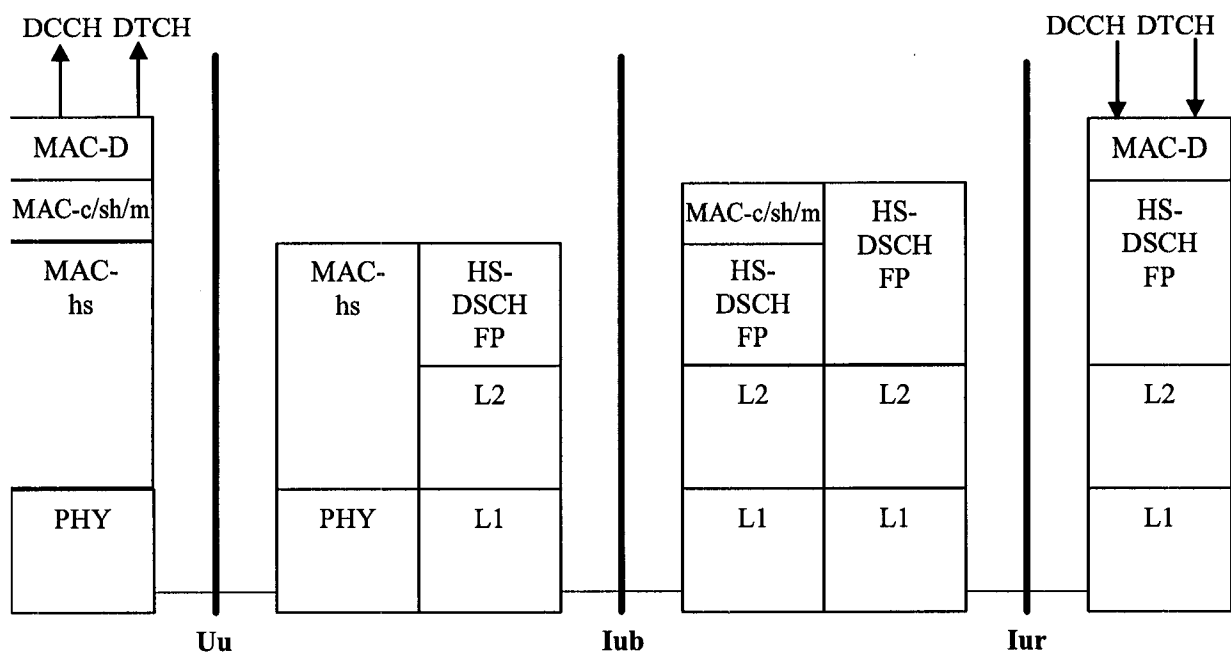 DCCH DTCH
MAC-D
MAC-c/sh/m
MAC-
hs
PHY
Uu
MAC-
hs
PHY
HS-
DSCH
FP
L2
L1
Iub
MAC-c/sh/m
HS-
DSCH
FP
L2
L1
HS-
DSCH
FP
L2
L1
Iur
DCCH DTCH
MAC-D
HS-
DSCH
FP
L2
L1